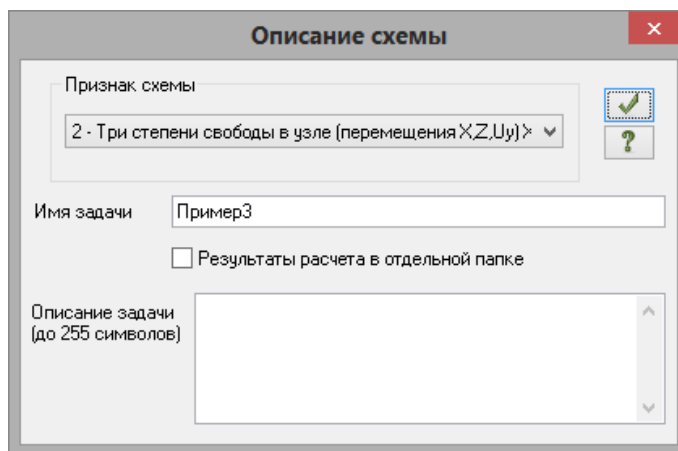 Описание схемы
Признак схемы
2 - Три степени свободы в узле (перемещения X,Z,Uy) X
Имя задачи
Пример3
Результаты расчета в отдельной папке
Описание задачи
(до 255 символов)